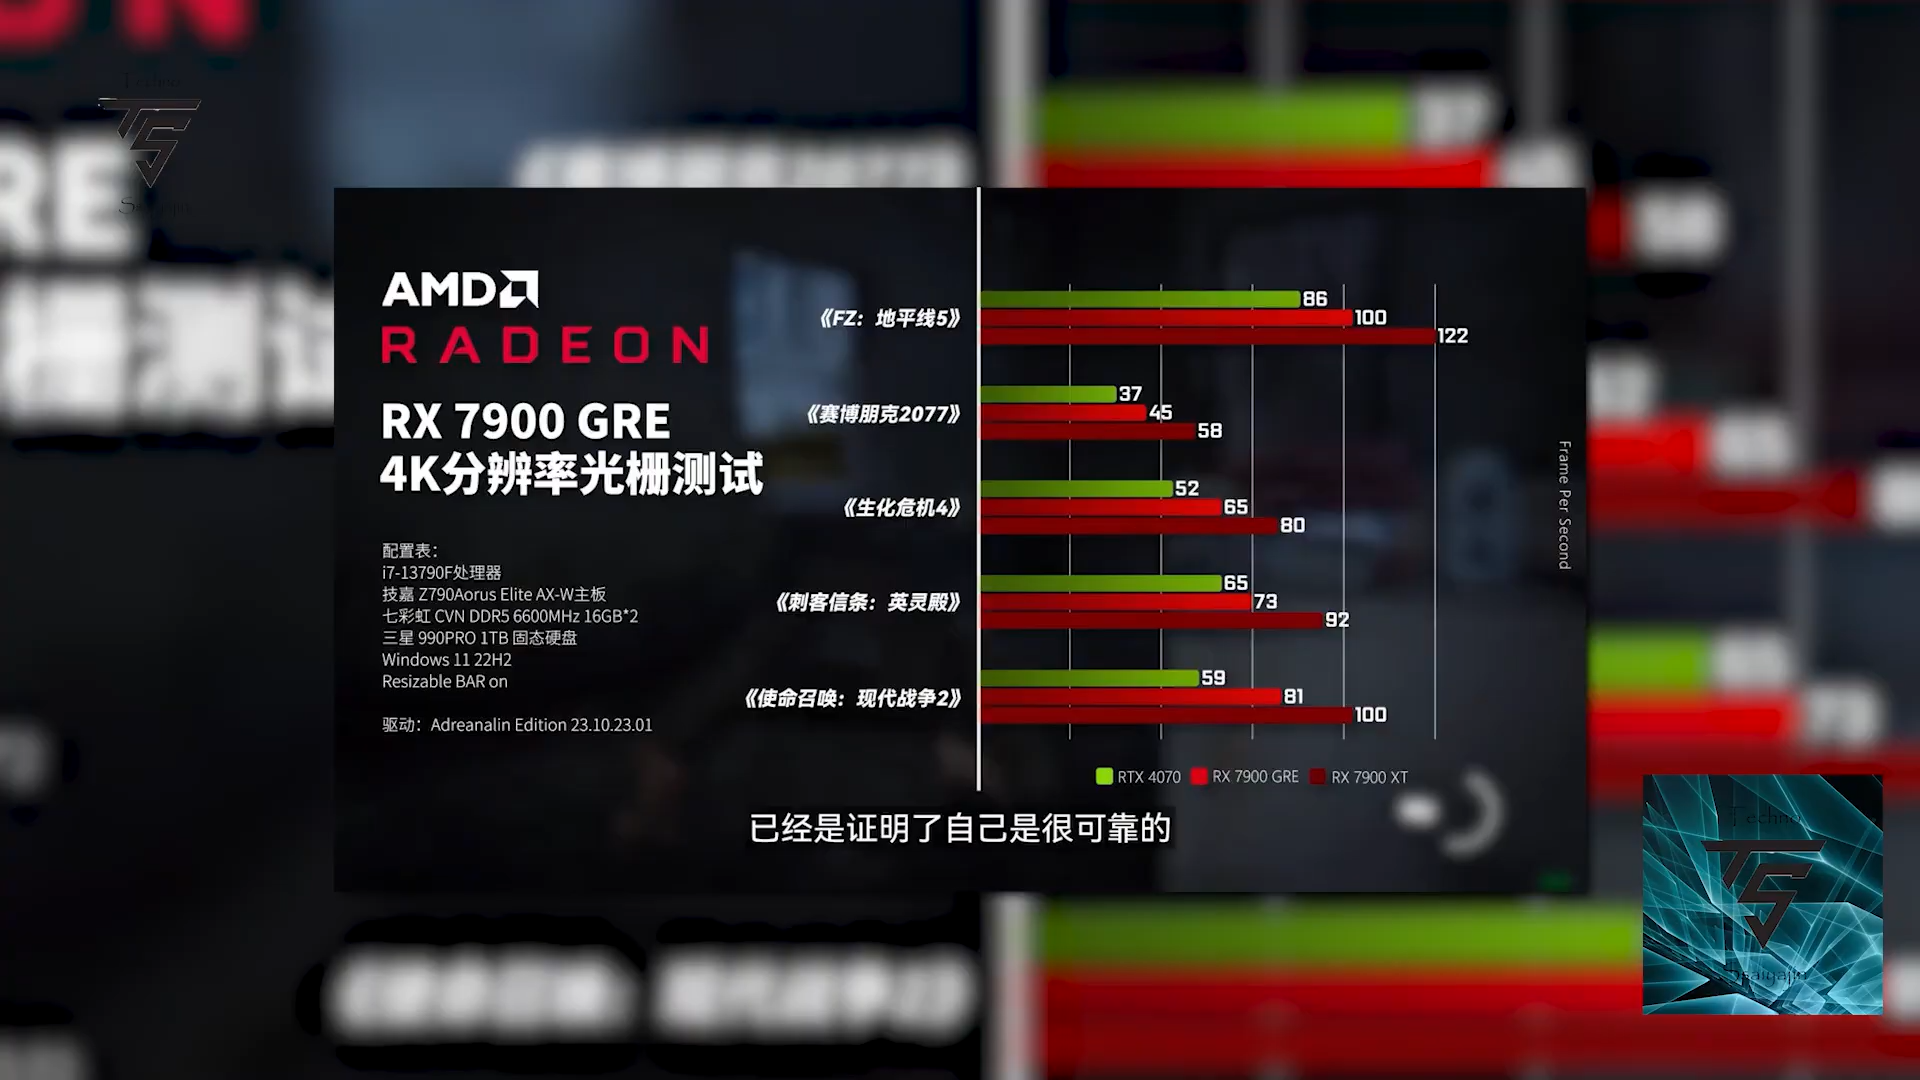 Techno
TS
AMD
RADEON
RX 7900 GRE
4K分辨率光栅测试
配置表：
i7-13790F处理器
技嘉 Z790Aorus Elite AX-W主板
七彩虹 CVN DDR5 6600MHz 16GB*2
三星 990PRO 1TB 固态硬盘
Windows 11 22H2
Resizable BAR on
驱动：Adreanalin Edition 23.10.23.01
《FZ：地平线5》
86
100
122
《赛博朋克2077》
37
45
58
《生化危机4》
52
65
80
《刺客信条：英灵殿》
65
73
92
《使命召唤：现代战争2》
59
81
100
Frame Per Second
RTX 4070 RX 7900 GRE RX 7900 XT
已经是证明了自己是很可靠的
Techno
TS